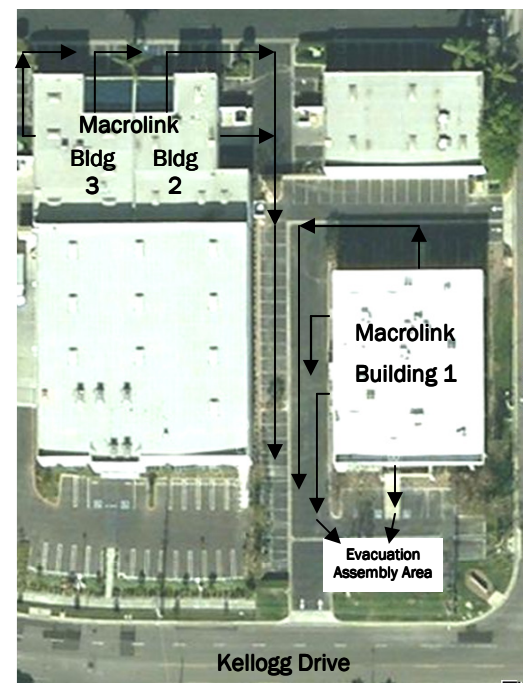 Macrolink
Bldg Bldg
3 2
Macrolink
Building 1
Evacuation
Assembly Area
Kellogg Drive